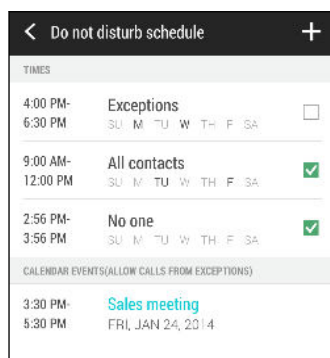 Do not disturb schedule
TIMES
4:00 PM- Exceptions
6:30 PM SU M TU W TH F SA
9:00 AM- All contacts
12:00 PM SU M TU W TH F SA
2:56 PM- No one
3:56 PM SU M TU W TH F SA
CALENDAR EVENTS(ALLOW CALLS FROM EXCEPTIONS)
3:30 PM- Sales meeting
5:30 PM FRI, JAN 24, 2014